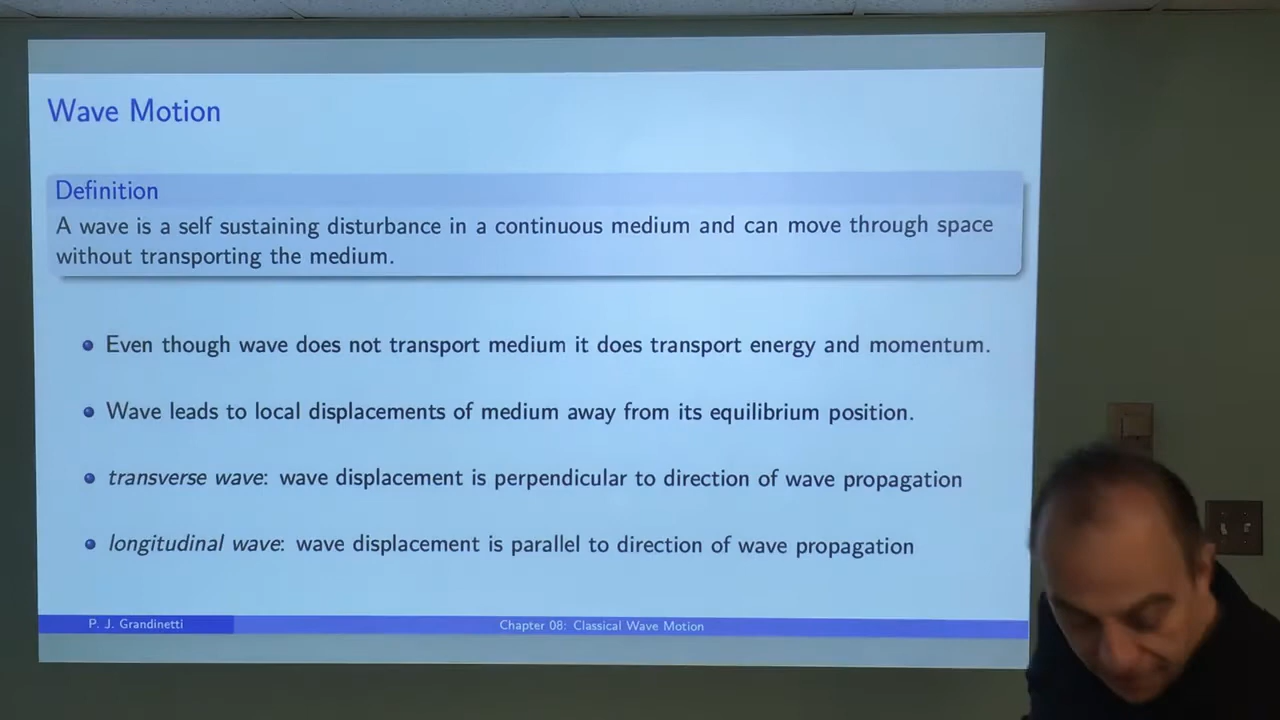 Wave Motion
Definition
A wave is a self sustaining disturbance in a continuous medium and can move through space
without transporting the medium.
Even though wave does not transport medium it does transport energy and momentum.
Wave leads to local displacements of medium away from its equilibrium position.
transverse wave: wave displacement is perpendicular to direction of wave propagation
longitudinal wave: wave displacement is parallel to direction of wave propagation
P. J. Grandinetti
Chapter 08: Classical Wave Motion